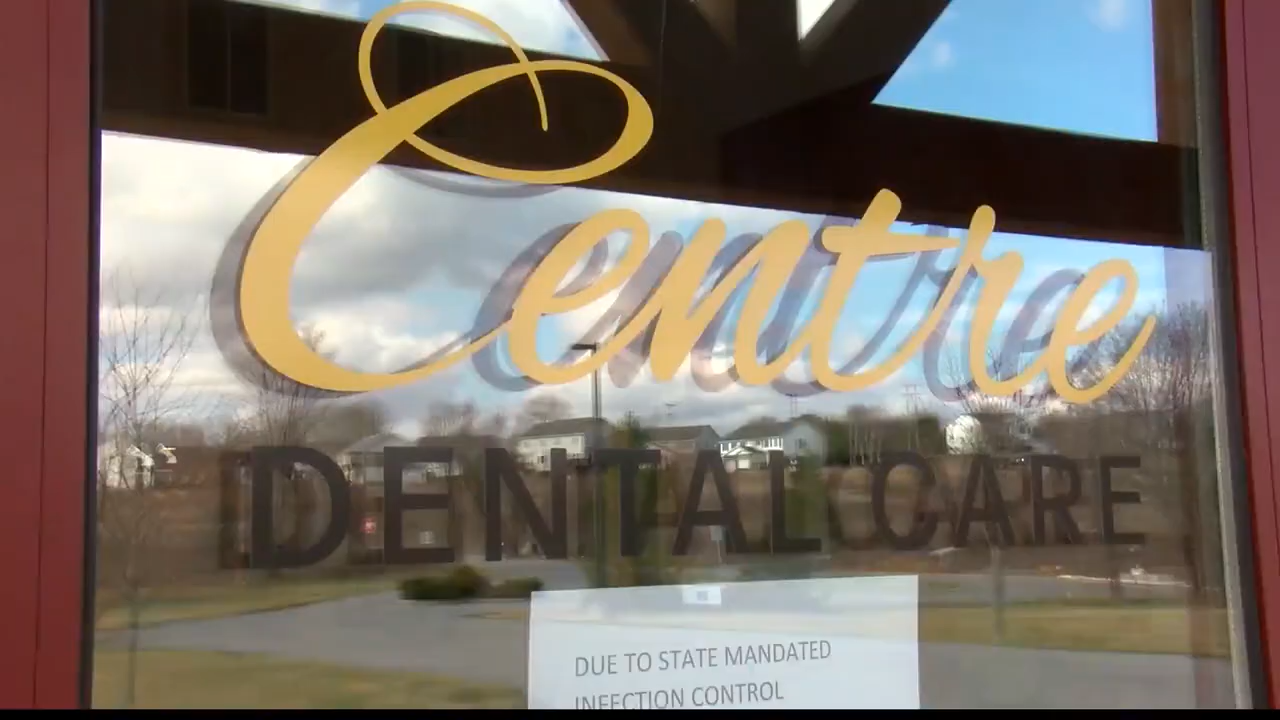 Centre
DENTAL CARE
DUE TO STATE MANDATED
INFECTION CONTROL